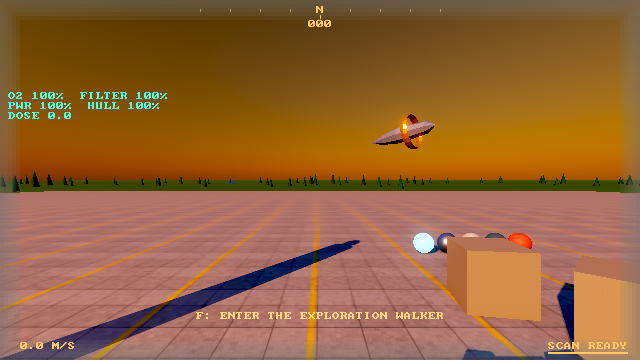 N
000
O2 100%  FILTER 100%
PWR 100%  HULL 100%
DOSE 0.0
F: ENTER THE EXPLORATION WALKER
0.0 M/S
SCAN READY